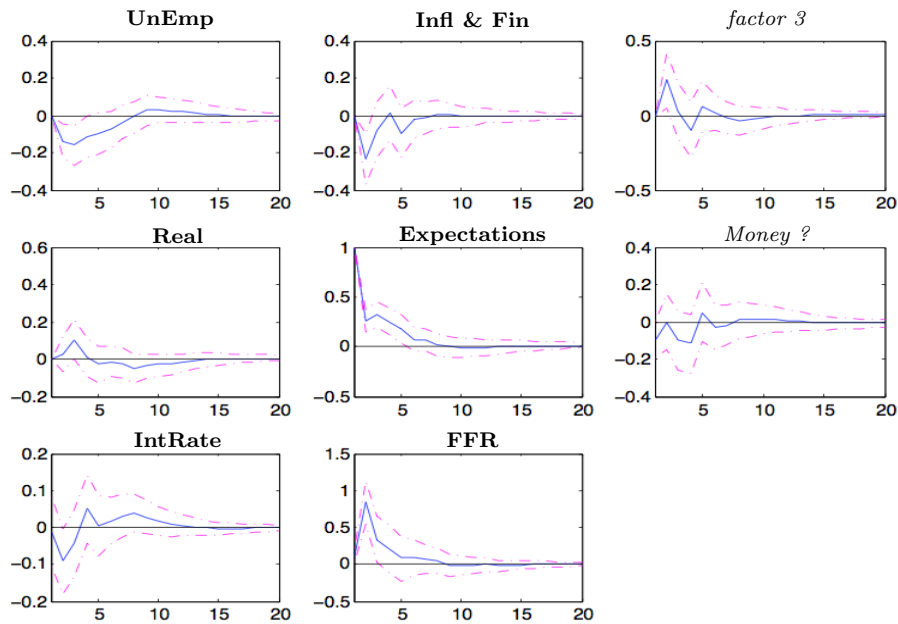 UnEmp Infl & Fin factor 3
0.4 0.4 0.5
0.2 0.2
0 0 0
−0.2 −0.2
−0.4 −0.4 −0.5
5 10 15 20 5 10 15 20 5 10 15 20
Real Expectations Money ?
0.6 1 0.4
0.4 0.5 0.2
0.2 0
0 0 −0.2
−0.2 −0.5 −0.4
5 10 15 20 5 10 15 20 5 10 15 20
IntRate FFR
0.2 1.5
0.1 1
0 0.5
−0.1 0
0.2 1.5
5 10 15 20 5 10 15 20